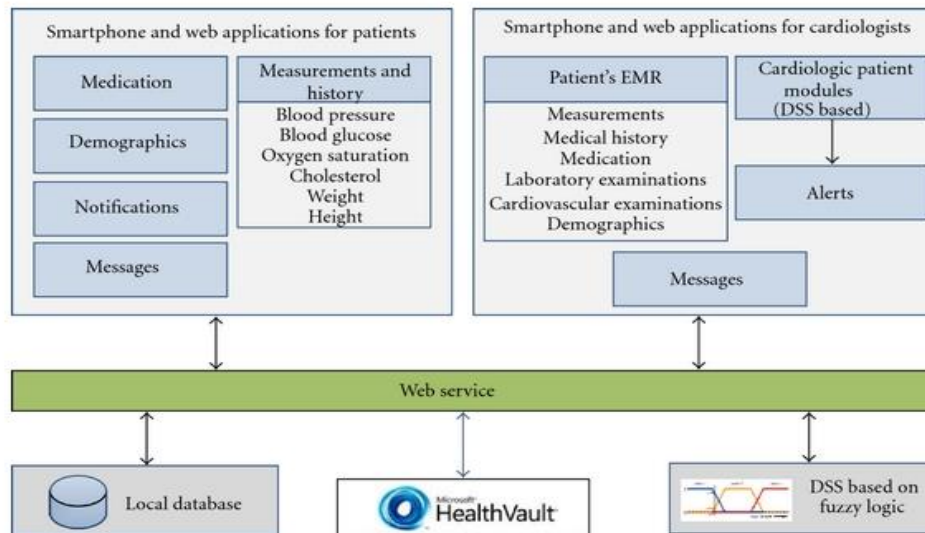 Smartphone and web applications for patients
Medication
Demographics
Notifications
Messages
Measurements and
history
Blood pressure
Blood glucose
Oxygen saturation
Cholesterol
Weight
Height
Smartphone and web applications for cardiologists
Patient's EMR
Measurements
Medical history
Medication
Laboratory examinations
Cardiovascular examinations
Demographics
Cardiologic patient
modules
(DSS based)
Alerts
Messages
Web service
Local database
Microsoft
HealthVault
DSS based on
fuzzy logic